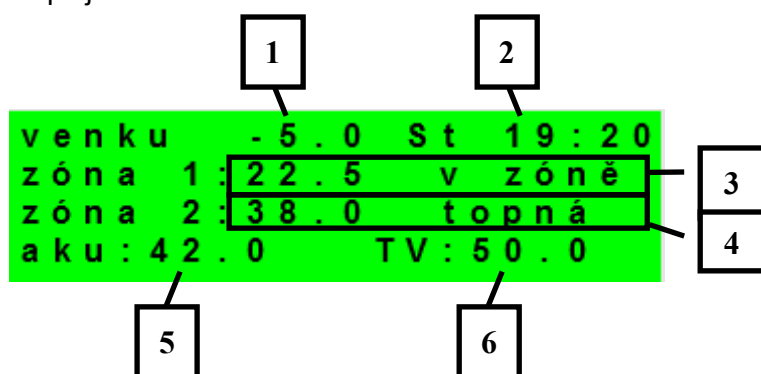 1 2
venku -5.0 St 19:20
zóna 1:22.5 v zóně
zóna 2:38.0 topná
aku:42.0 TV:50.0
3
4
5 6